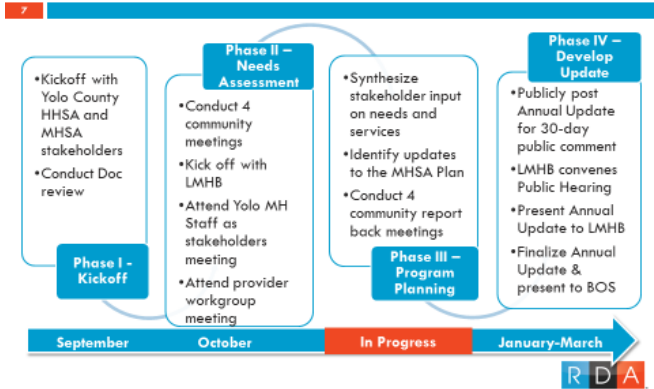 7
•Kickoff with
Yolo County
HHSA and
MHSA
stakeholders
•Conduct Doc
review
Phase I -
Kickoff
Phase II –
Needs
Assessment
•Conduct 4
community
meetings
•Kick off with
LMHB
•Attend Yolo MH
Staff as
stakeholders
meeting
•Attend provider
workgroup
meeting
•Synthesize
stakeholder input
on needs and
services
•Identify updates
to the MHSA Plan
•Conduct 4
community report
back meetings
Phase III –
Program
Planning
Phase IV –
Develop
Update
•Publicly post
Annual Update
for 30-day
public comment
•LMHB convenes
Public Hearing
•Present Annual
Update to LMHB
•Finalize Annual
Update &
present to BOS
September
October
In Progress
January-March
RDA